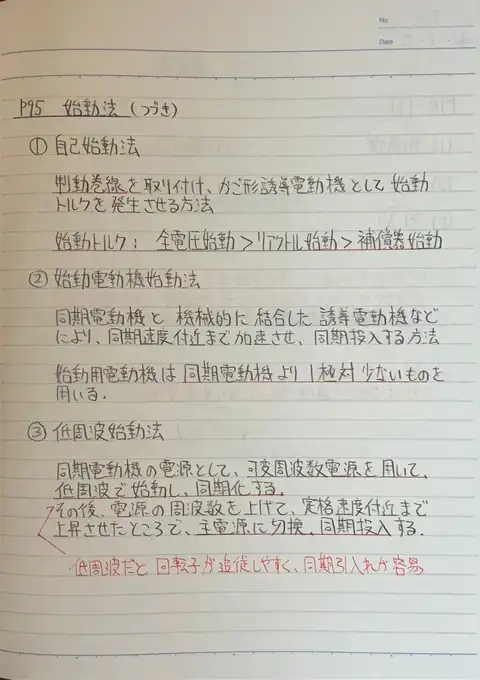 No.
Date
P95 始動法 (つづき)
① 自己始動法
制動巻線を取り付け、かご形誘導電動機として始動
トルクを発生させる方法
始動トルク: 全電圧始動 > リアクトル始動 > 補償器始動
② 始動電動機始動法
同期電動機と 機械的に 結合した 誘導電動機など
により、同期速度付近まで加速させ、同期投入する方法
始動用電動機は同期電動機より 1極対少ないものを
用いる.
③ 低周波始動法
同期電動機の電源として、可変周波数電源を用いて、
低周波で始動し、同期化する.
その後、電源の周波数を上げて、定格速度付近まで
上昇させたところで、主電源に切換、同期投入する.
低周波だと 回転子が追従しやすく、同期引入れが容易